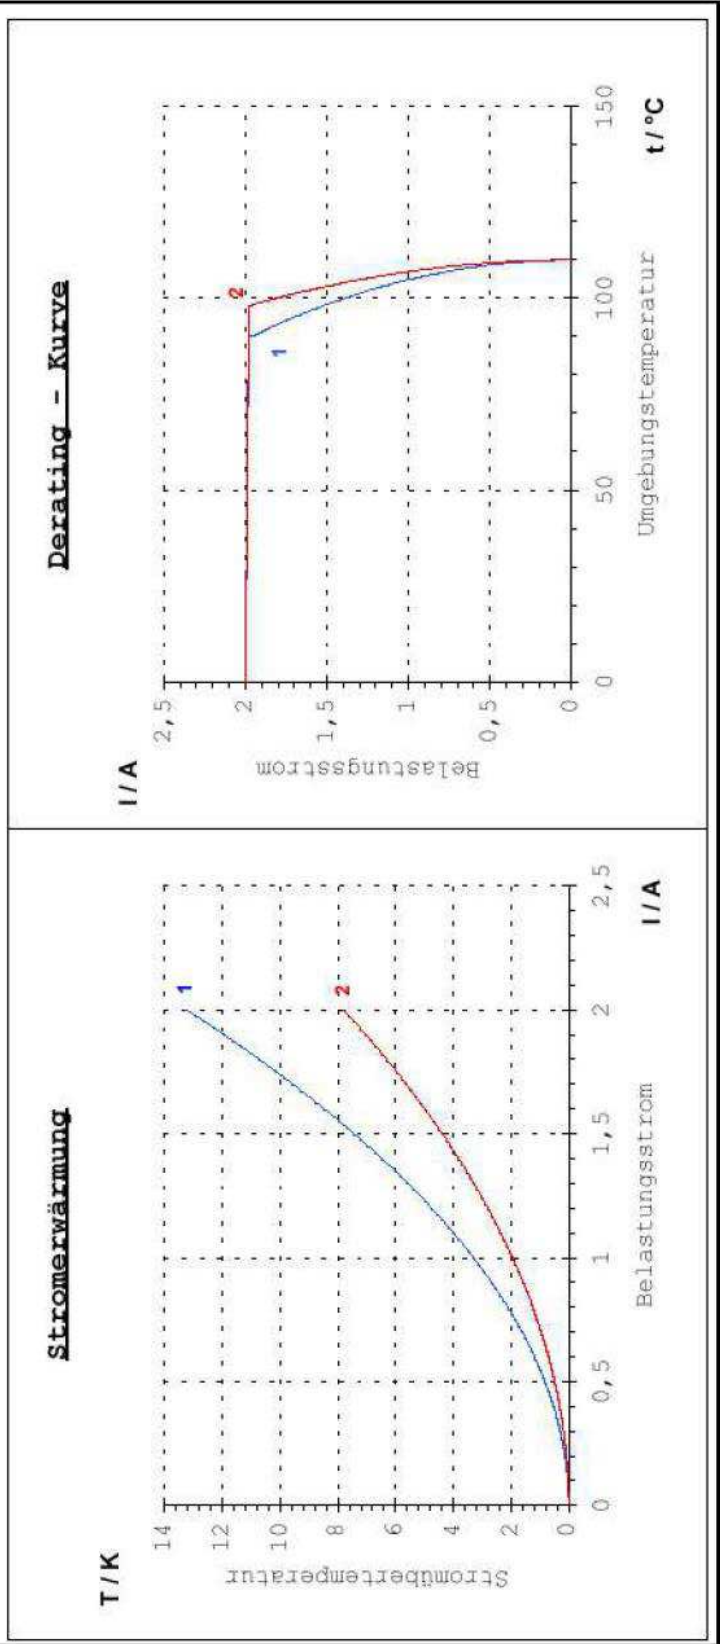 Stromerwärmung
T/K
14
12
10
8
6
4
2
0
Stromübertemperatur
1
2
0
0,5
1
1,5
2
2,5
Belastungsstrom
I/A
Derating - Kurve
I/A
2,5
2
1,5
1
0,5
0
Belastungsstrom
2
1
0
50
100
150
Umgebungstemperatur
t/°C